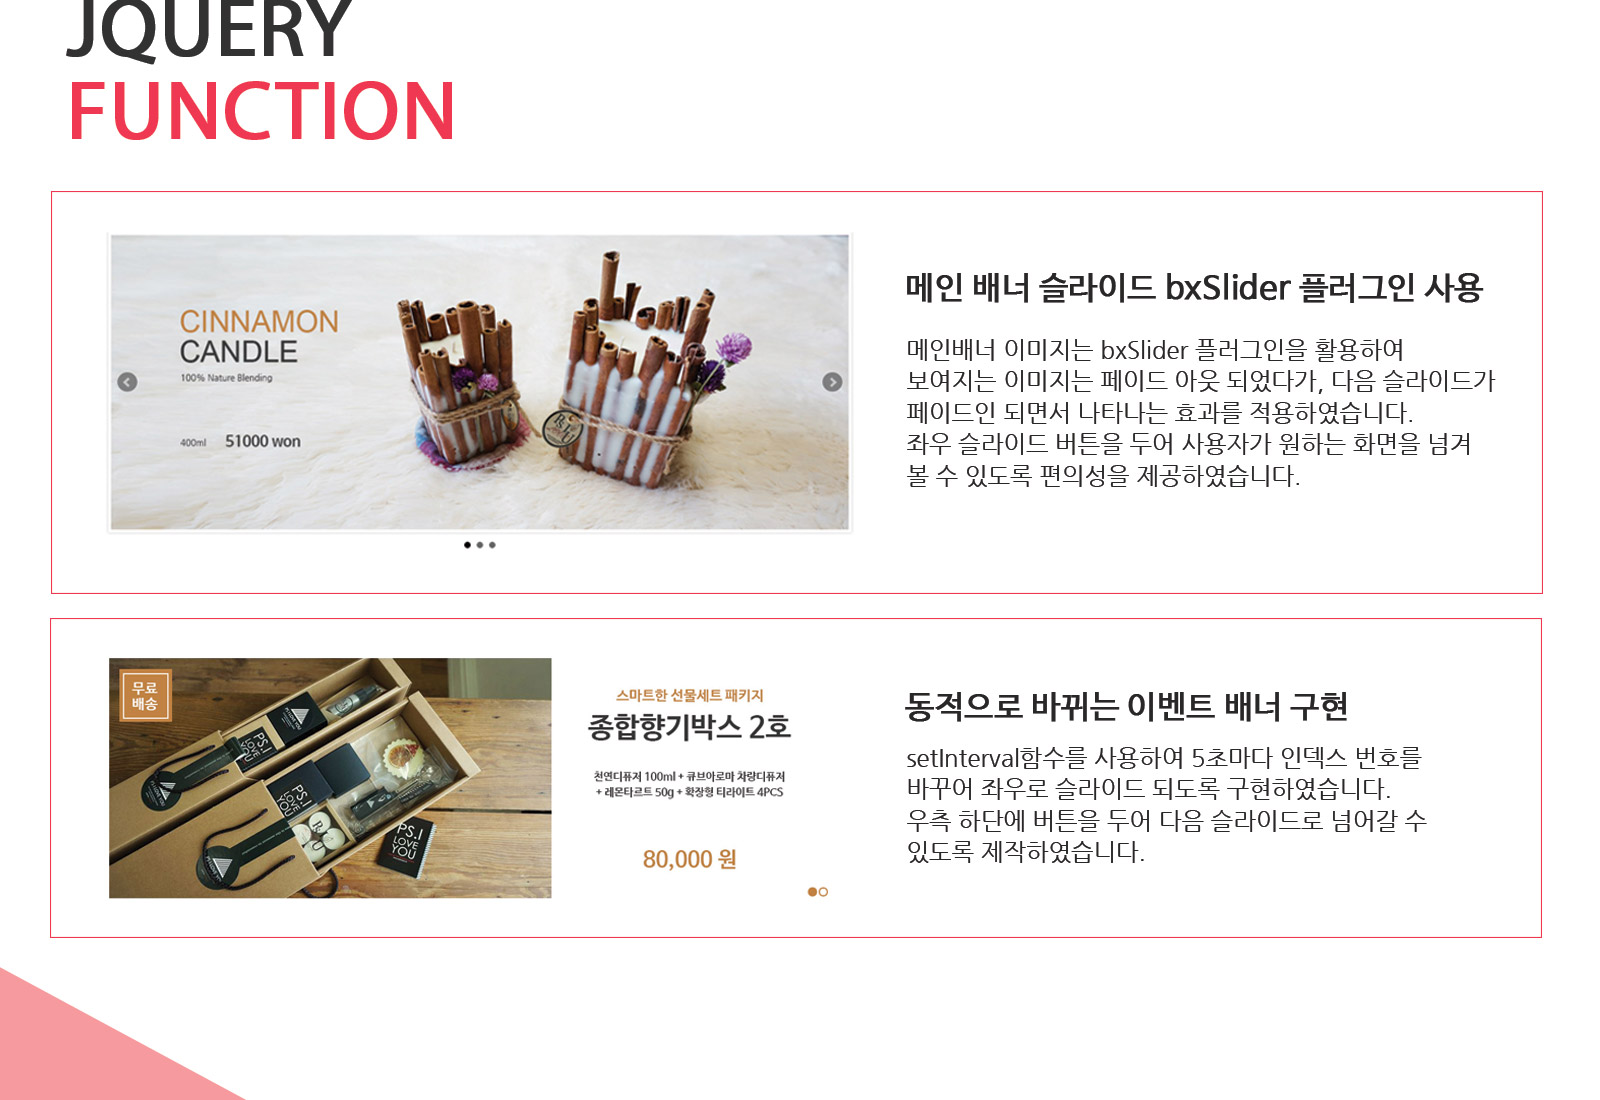 JQUERY
FUNCTION
CINNAMON
CANDLE
100% Nature Blending
400ml 51000 won
메인 배너 슬라이드 bxSlider 플러그인 사용
메인배너 이미지는 bxSlider 플러그인을 활용하여
보여지는 이미지는 페이드 아웃 되었다가, 다음 슬라이드가
페이드인 되면서 나타나는 효과를 적용하였습니다.
좌우 슬라이드 버튼을 두어 사용자가 원하는 화면을 넘겨
볼 수 있도록 편의성을 제공하였습니다.
무료
배송
PS.I
LOVE
YOU
PS.I
LOVE
YOU
PS.I
LOVE
YOU
스마트한 선물세트 패키지
종합향기박스 2호
천연디퓨저 100ml + 큐브아로마 차량디퓨저
+ 레몬타르트 50g + 확장형 티라이트 4PCS
80,000 원
동적으로 바뀌는 이벤트 배너 구현
setInterval함수를 사용하여 5초마다 인덱스 번호를
바꾸어 좌우로 슬라이드 되도록 구현하였습니다.
우측 하단에 버튼을 두어 다음 슬라이드로 넘어갈 수
있도록 제작하였습니다.